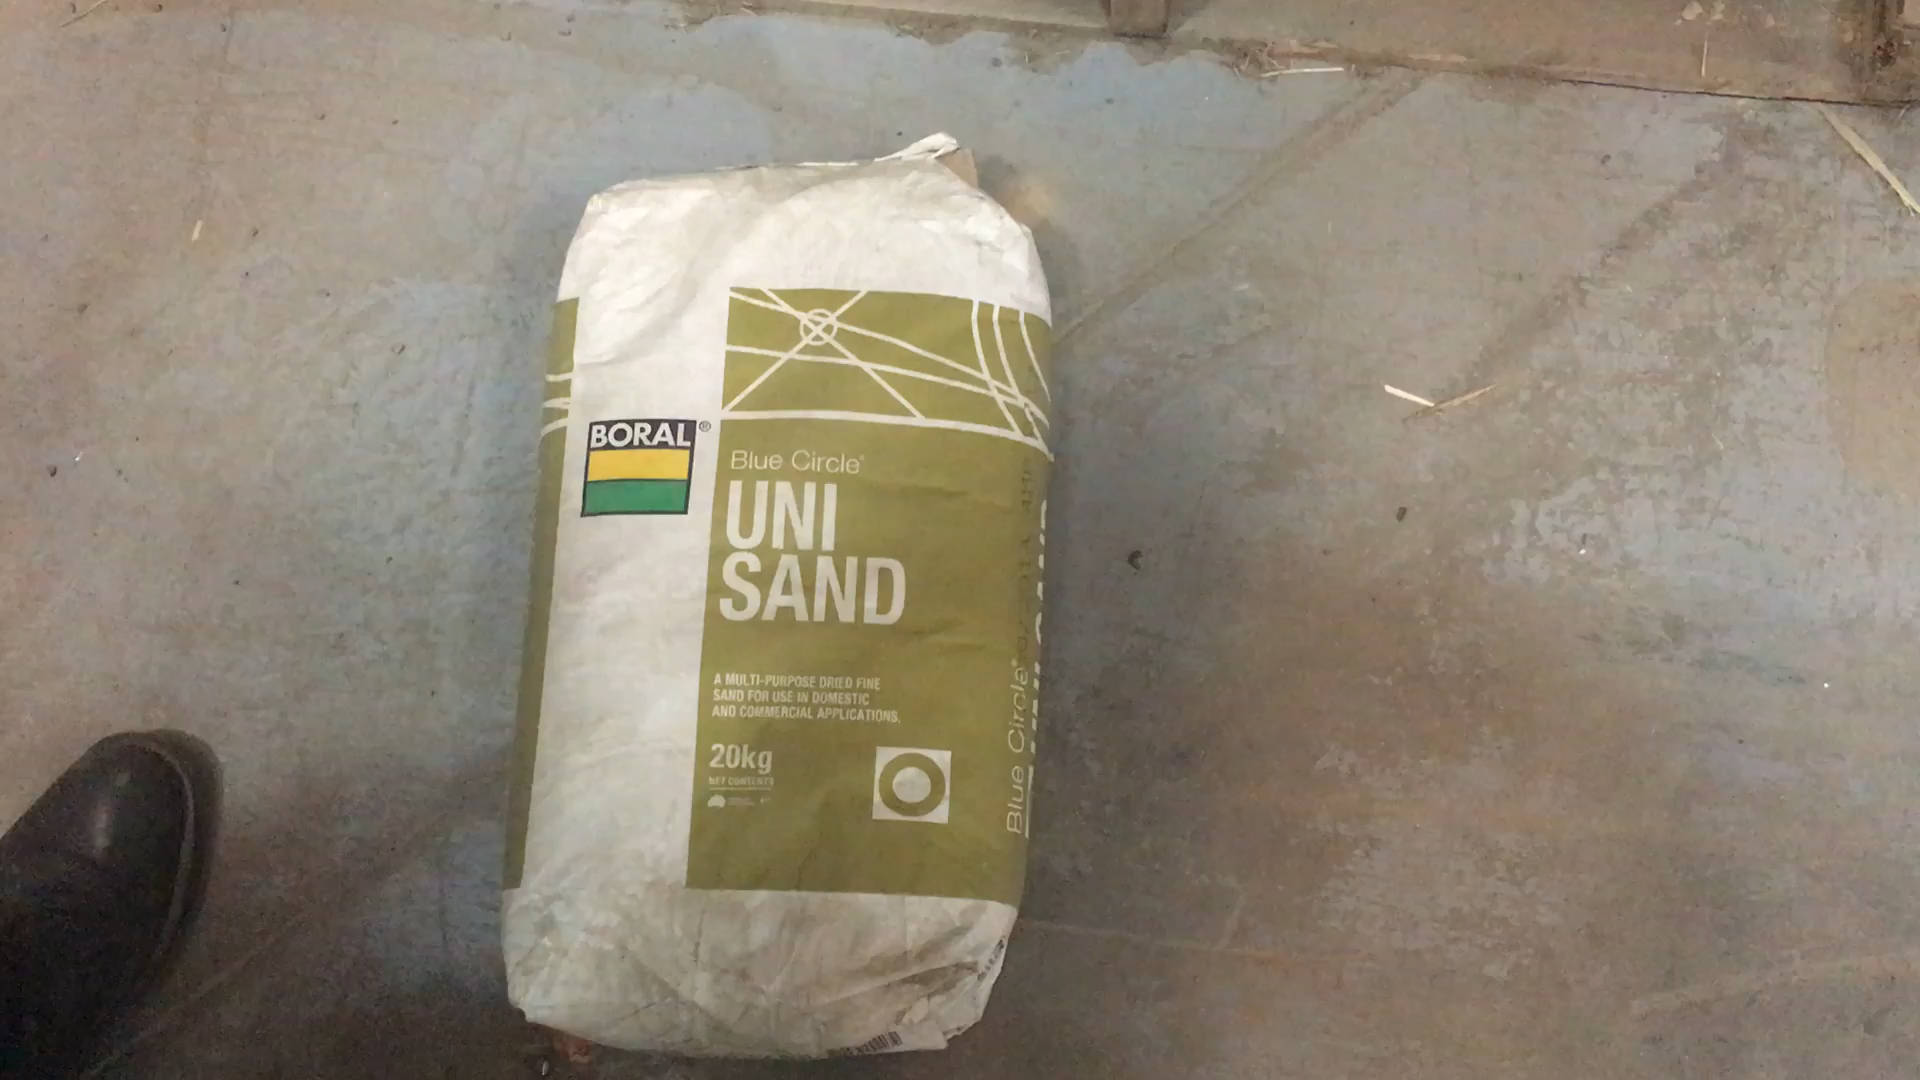 BORAL®
Blue Circle®
UNI
SAND
A MULTI-PURPOSE DRIED FINE
SAND FOR USE IN DOMESTIC
AND COMMERCIAL APPLICATIONS.
20kg
NET CONTENTS
Blue Circle®